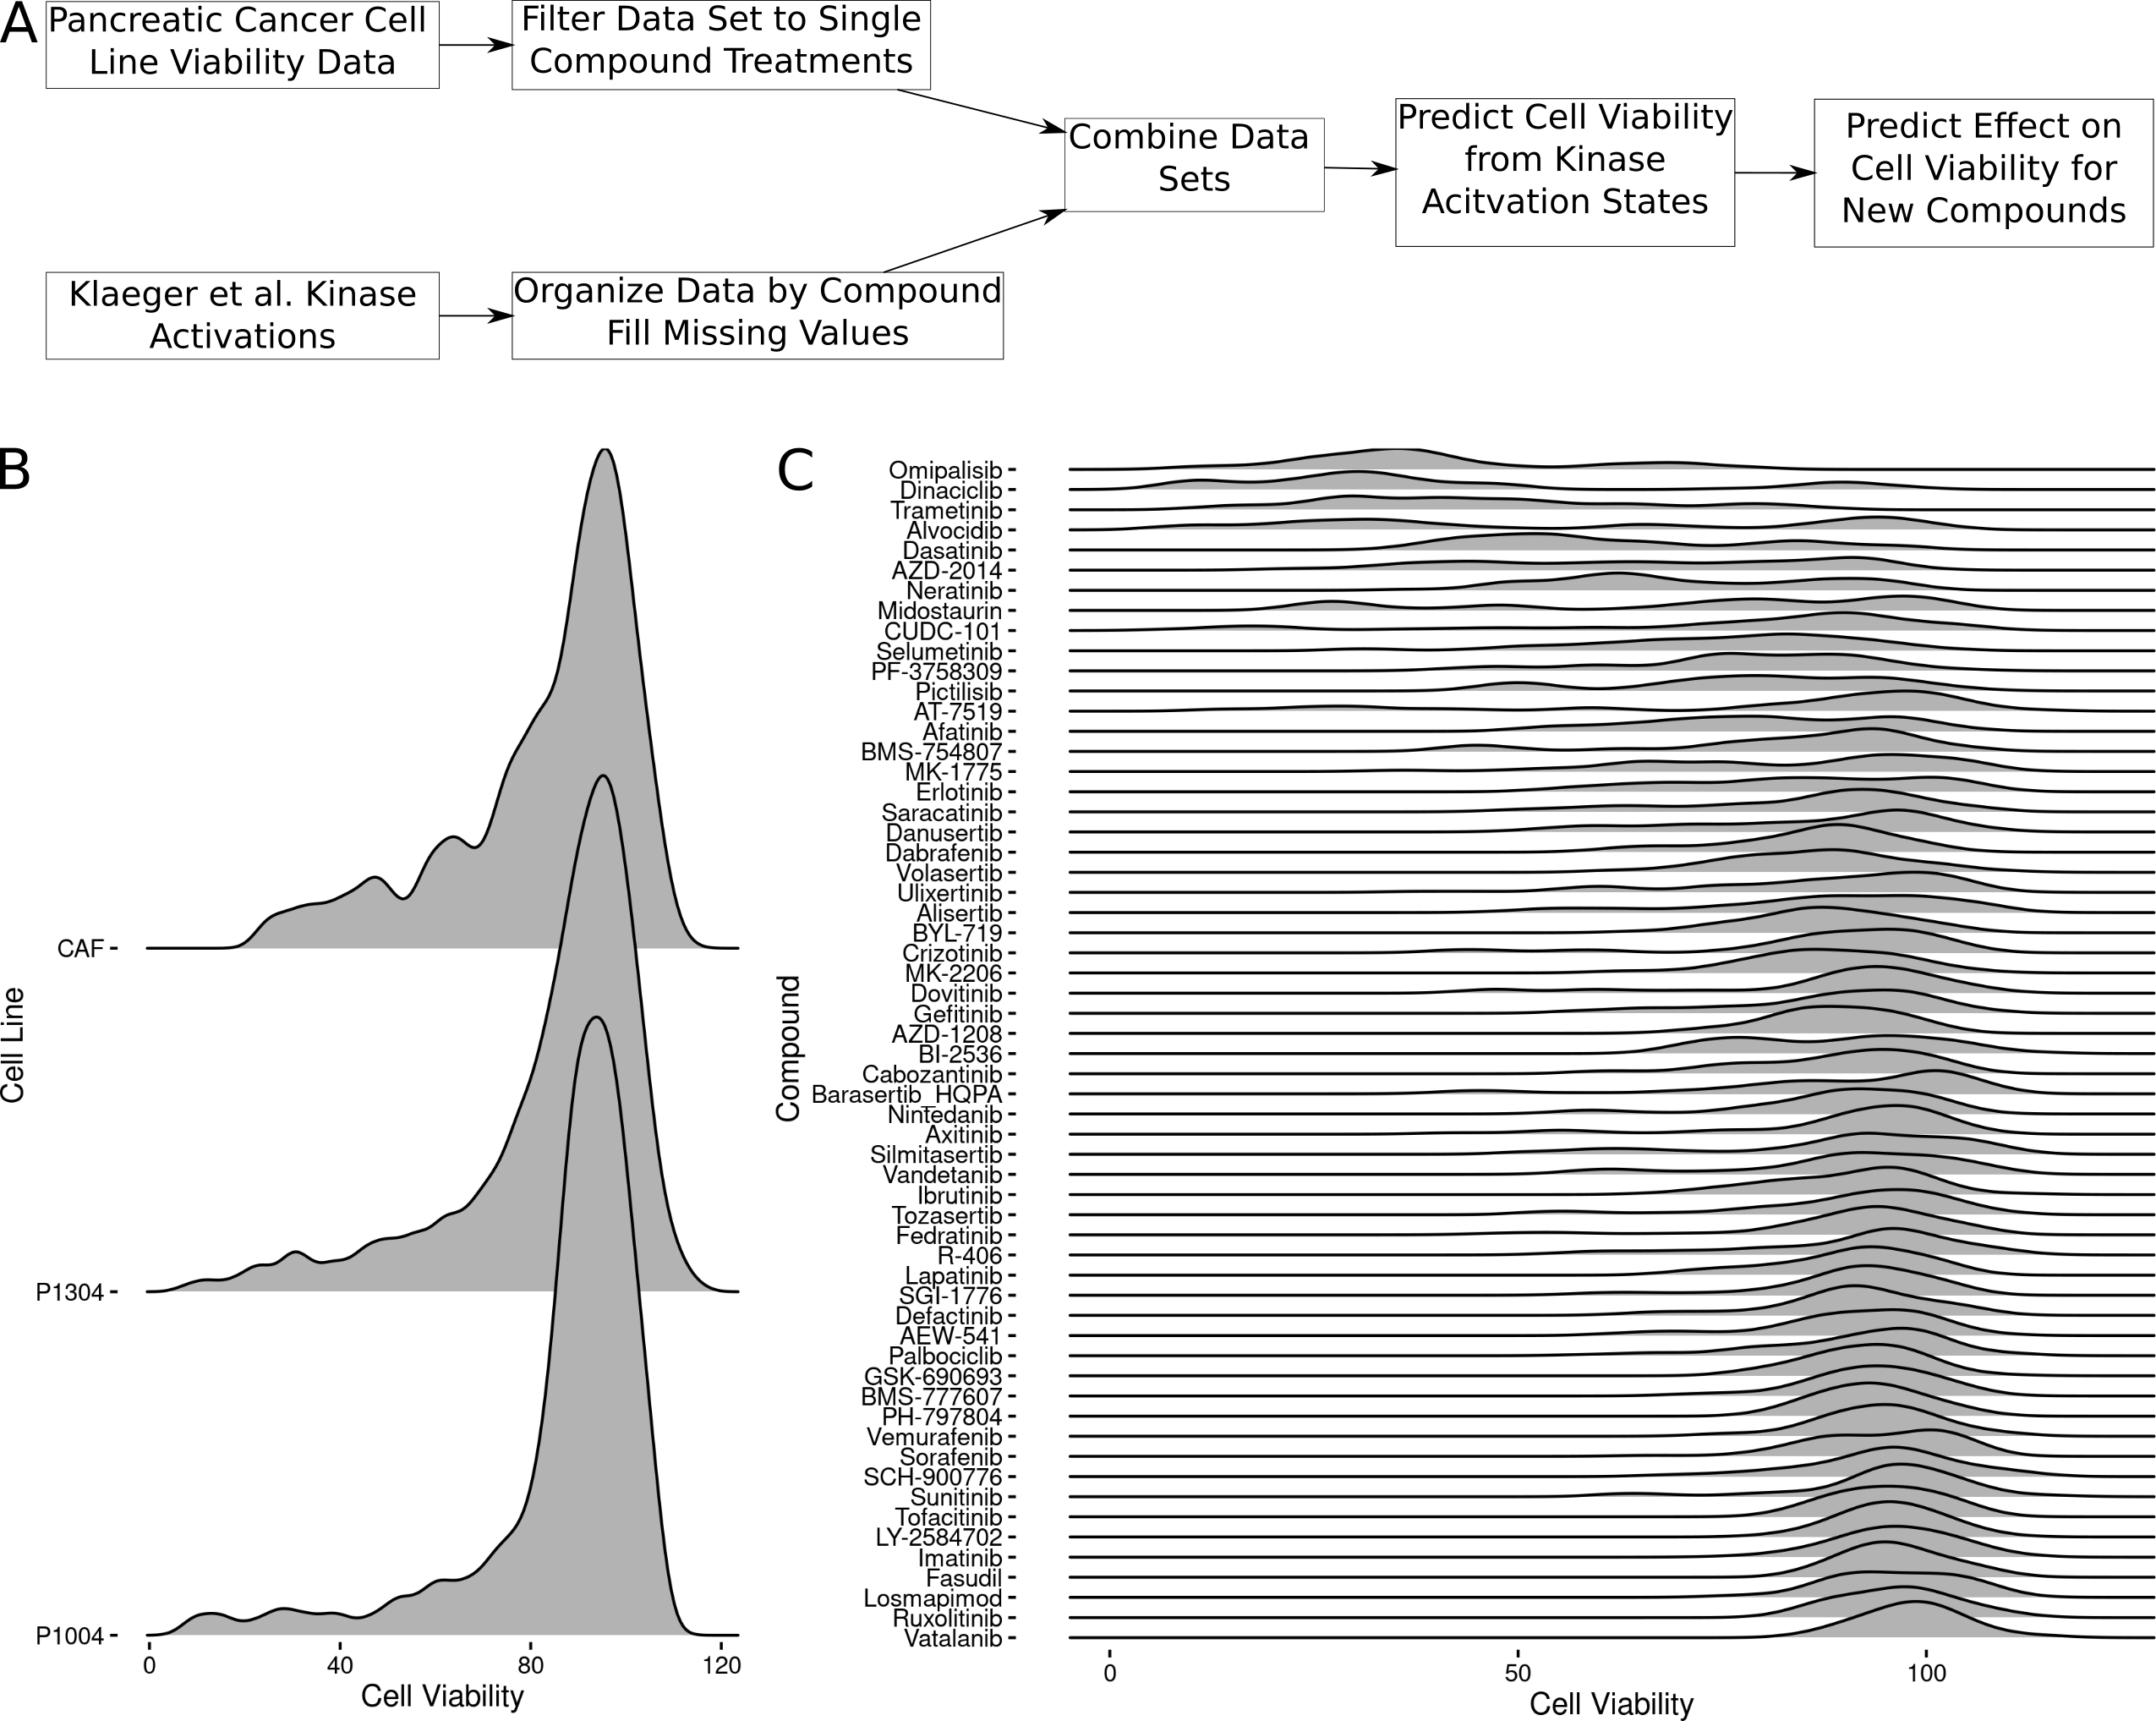 A
Pancreatic Cancer Cell
Line Viability Data
Filter Data Set to Single
Compound Treatments
Combine Data
Sets
Predict Cell Viability
from Kinase
Acitvation States
Predict Effect on
Cell Viability for
New Compounds
Klaeger et al. Kinase
Activations
Organize Data by Compound
Fill Missing Values
B
Cell Line
CAF
P1304
P1004
0
40
80
120
Cell Viability
C
Compound
Omipalisib
Dinaciclib
Trametinib
Alvocidib
Dasatinib
AZD-2014
Neratinib
Midostaurin
CUDC-101
Selumetinib
PF-3758309
Pictilisib
AT-7519
Afatinib
BMS-754807
MK-1775
Erlotinib
Saracatinib
Danusertib
Dabrafenib
Volasertib
Ulixertinib
Alisertib
BYL-719
Crizotinib
MK-2206
Dovitinib
Gefitinib
AZD-1208
BI-2536
Cabozantinib
Barasertib_HQPA
Nintedanib
Axitinib
Silmitasertib
Vandetanib
Ibrutinib
Tozasertib
Fedratinib
R-406
Lapatinib
SGI-1776
Defactinib
AEW-541
Palbociclib
GSK-690693
BMS-777607
PH-797804
Vemurafenib
Sorafenib
SCH-900776
Sunitinib
Tofacitinib
LY-2584702
Imatinib
Fasudil
Losmapimod
Ruxolitinib
Vatalanib
0
50
100
Cell Viability